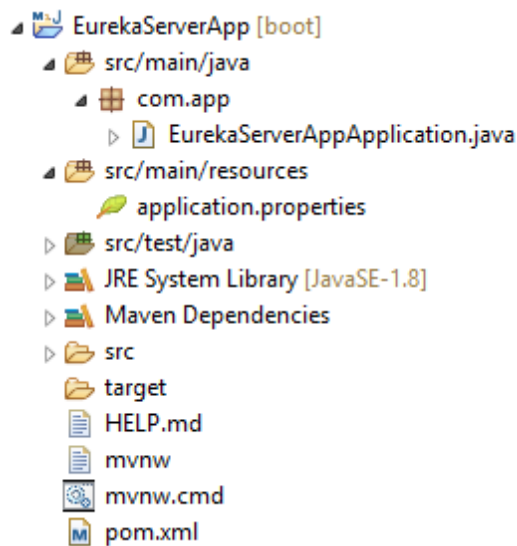 EurekaServerApp [boot]
src/main/java
com.app
EurekaServerAppApplication.java
src/main/resources
application.properties
src/test/java
JRE System Library [JavaSE-1.8]
Maven Dependencies
src
target
HELP.md
mvnw
mvnw.cmd
pom.xml